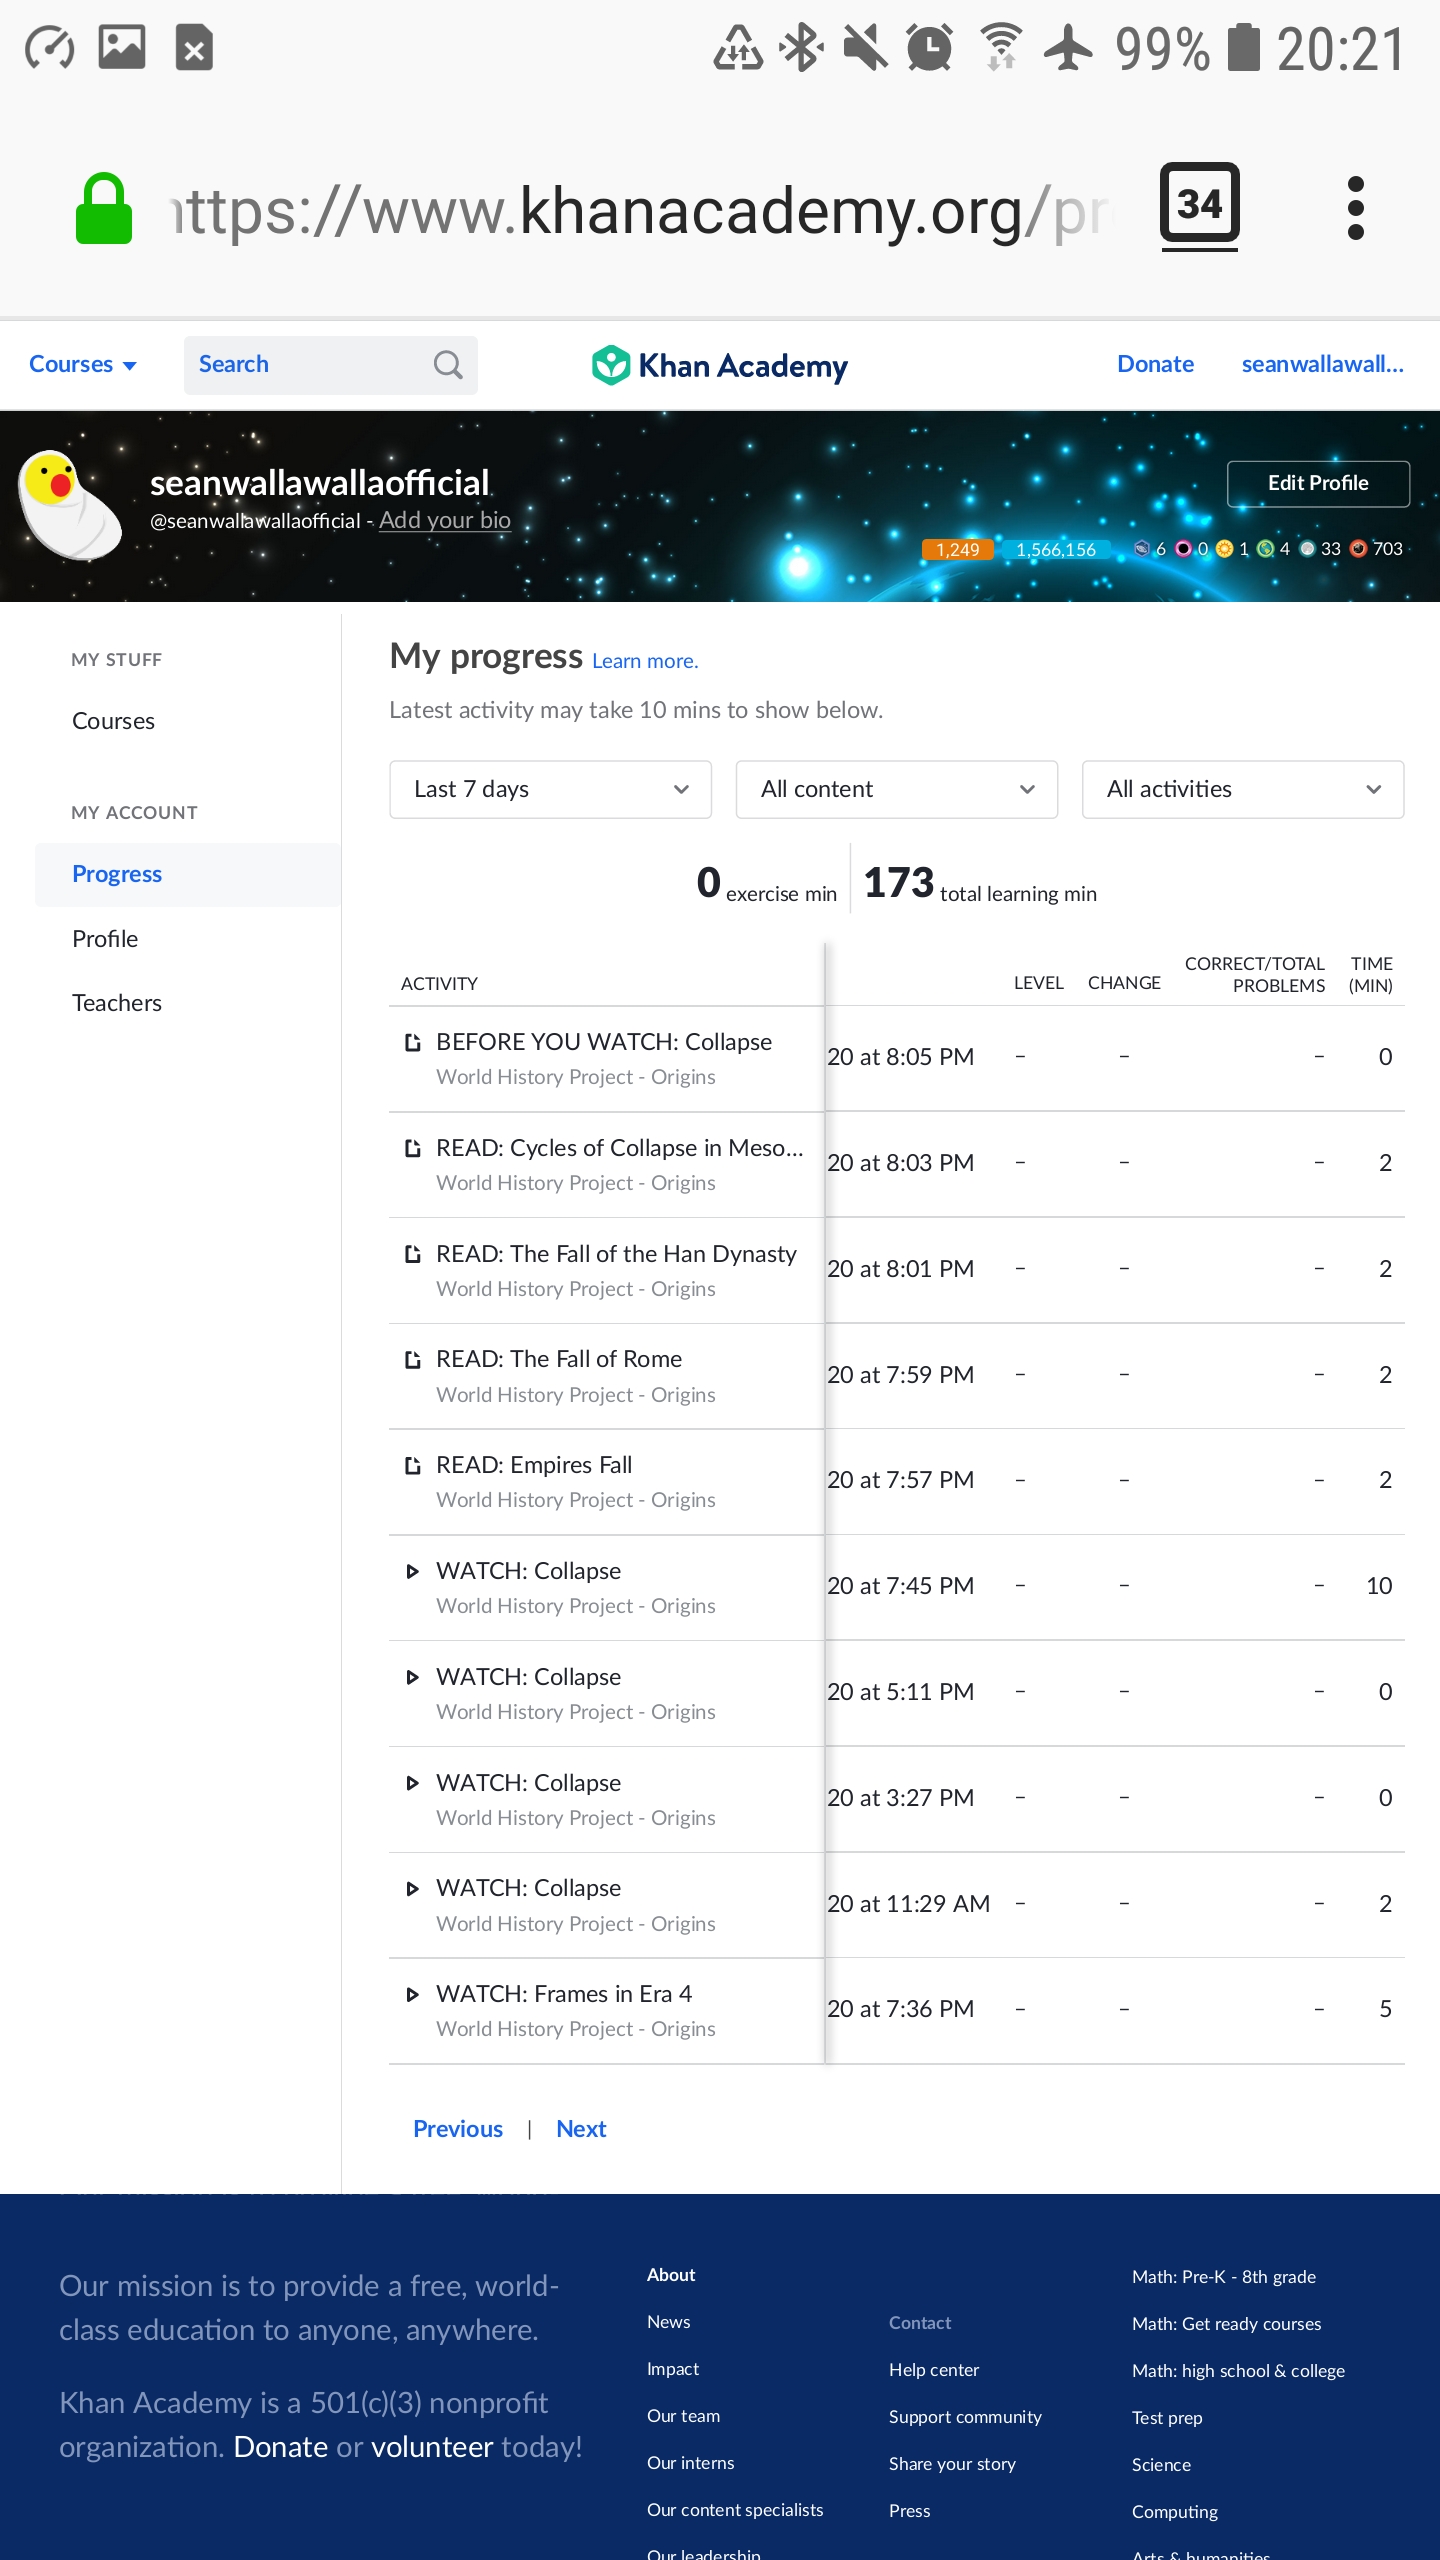 99% 20:21
https://www.khanacademy.org/pr
34
Courses
Search
Khan Academy
Donate
seanwallawall...
seanwallawallaofficial
@seanwallawallaofficial - Add your bio
Edit Profile
1,249 1,566,156 6 0 1 4 33 703
MY STUFF
Courses
MY ACCOUNT
Progress
Profile
Teachers
My progress Learn more.
Latest activity may take 10 mins to show below.
Last 7 days
All content
All activities
0 exercise min
173 total learning min
ACTIVITY
LEVEL
CHANGE
CORRECT/TOTAL
PROBLEMS
TIME
(MIN)
BEFORE YOU WATCH: Collapse
World History Project - Origins
20 at 8:05 PM – – – 0
READ: Cycles of Collapse in Meso...
World History Project - Origins
20 at 8:03 PM – – – 2
READ: The Fall of the Han Dynasty
World History Project - Origins
20 at 8:01 PM – – – 2
READ: The Fall of Rome
World History Project - Origins
20 at 7:59 PM – – – 2
READ: Empires Fall
World History Project - Origins
20 at 7:57 PM – – – 2
WATCH: Collapse
World History Project - Origins
20 at 7:45 PM – – – 10
WATCH: Collapse
World History Project - Origins
20 at 5:11 PM – – – 0
WATCH: Collapse
World History Project - Origins
20 at 3:27 PM – – – 0
WATCH: Collapse
World History Project - Origins
20 at 11:29 AM – – – 2
WATCH: Frames in Era 4
World History Project - Origins
20 at 7:36 PM – – – 5
Previous | Next
Our mission is to provide a free, world-
class education to anyone, anywhere.
Khan Academy is a 501(c)(3) nonprofit
organization. Donate or volunteer today!
About
News
Impact
Our team
Our interns
Our content specialists
Our leadership
Contact
Help center
Support community
Share your story
Press
Math: Pre-K - 8th grade
Math: Get ready courses
Math: high school & college
Test prep
Science
Computing
Arts & humanities